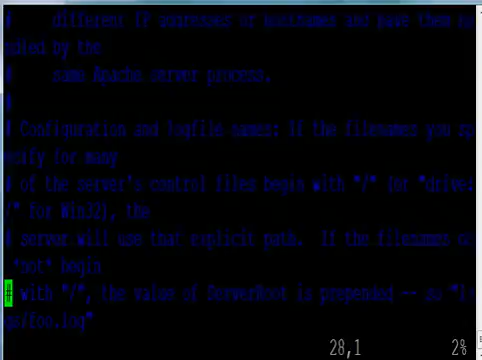 #     different IP addresses or hostnames and have them ha
ndled by the
#     same Apache server process.
#
# Configuration and logfile names: If the filenames you sp
ecify for many
# of the server's control files begin with "/" (or "drive:
/" for Win32), the
# server will use that explicit path.  If the filenames do
 *not* begin
# with "/", the value of ServerRoot is prepended -- so "lo
gs/foo.log"
28,1          2%